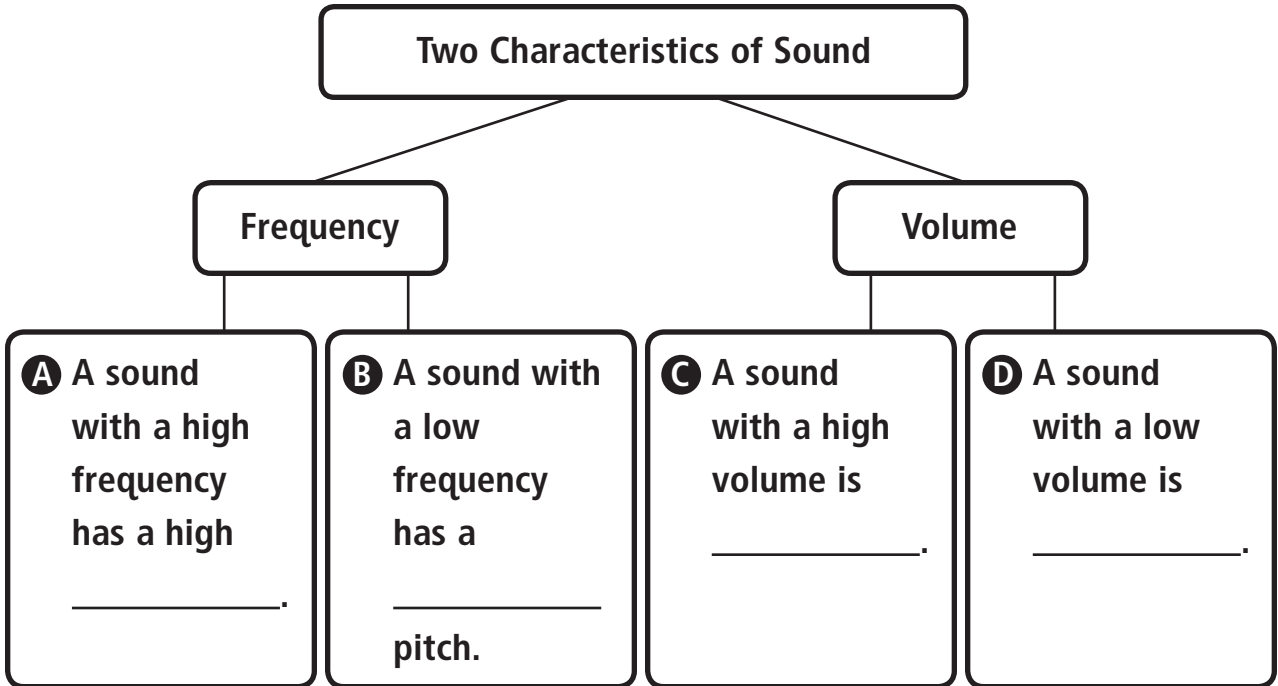 Two Characteristics of Sound
Frequency
Volume
A A sound
with a high
frequency
has a high
____________.
B A sound with
a low
frequency
has a
____________
pitch.
C A sound
with a high
volume is
____________.
D A sound
with a low
volume is
____________.